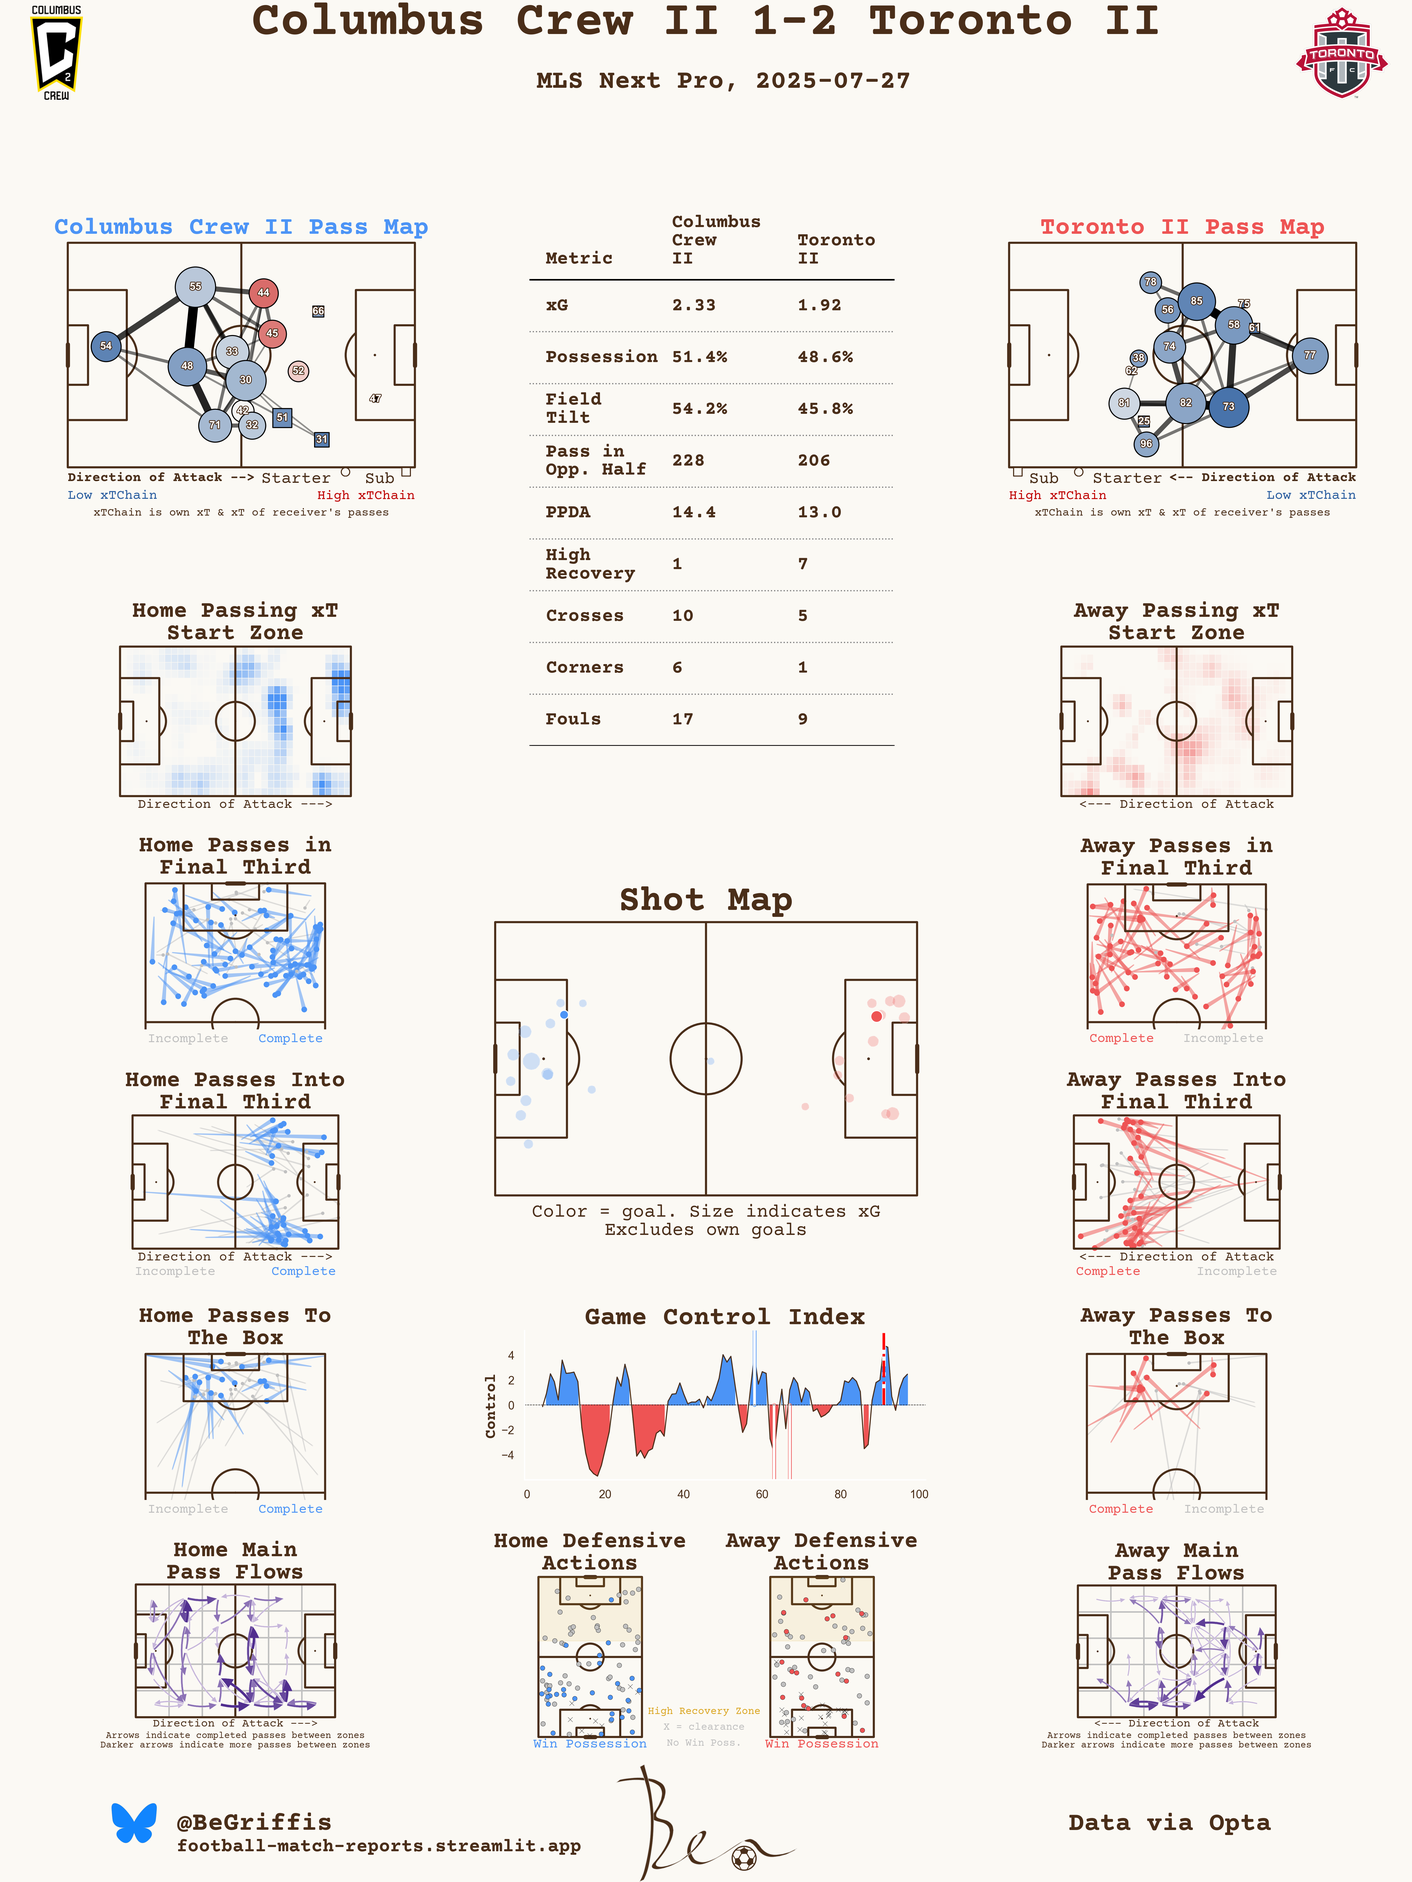 Columbus Crew II 1-2 Toronto II
MLS Next Pro, 2025-07-27
COLUMBUS
2
CREW
TORONTO
F C
Columbus Crew II Pass Map
55
44
66
45
54
33
48
52
30
47
42
51
71
32
31
Direction of Attack --> Starter Sub
Low xTChain High xTChain
xTChain is own xT & xT of receiver's passes
Metric Columbus Crew II Toronto II
xG 2.33 1.92
Possession 51.4% 48.6%
Field Tilt 54.2% 45.8%
Pass in Opp. Half 228 206
PPDA 14.4 13.0
High Recovery 1 7
Crosses 10 5
Corners 6 1
Fouls 17 9
Toronto II Pass Map
78
85
75
56
58
61
74
38
77
62
81
82
73
25
96
Sub Starter <-- Direction of Attack
High xTChain Low xTChain
xTChain is own xT & xT of receiver's passes
Home Passing xT
Start Zone
Direction of Attack --->
Away Passing xT
Start Zone
<--- Direction of Attack
Home Passes in
Final Third
Incomplete Complete
Away Passes in
Final Third
Complete Incomplete
Shot Map
Color = goal. Size indicates xG
Excludes own goals
Home Passes Into
Final Third
Direction of Attack --->
Incomplete Complete
Away Passes Into
Final Third
<--- Direction of Attack
Complete Incomplete
Home Passes To
The Box
Incomplete Complete
Game Control Index
Control
4
2
0
−2
−4
0 20 40 60 80 100
Away Passes To
The Box
Complete Incomplete
Home Main
Pass Flows
Direction of Attack --->
Arrows indicate completed passes between zones
Darker arrows indicate more passes between zones
Home Defensive
Actions
Win Possession
High Recovery Zone
X = clearance
No Win Poss.
Away Defensive
Actions
Win Possession
Away Main
Pass Flows
<--- Direction of Attack
Arrows indicate completed passes between zones
Darker arrows indicate more passes between zones
@BeGriffis
football-match-reports.streamlit.app
Ben
Data via Opta